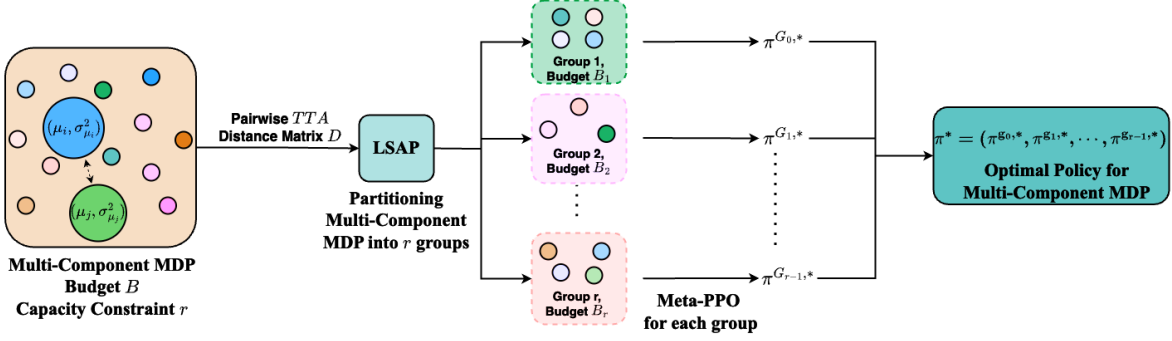 (μ_i, σ²_{μ_i})
(μ_j, σ²_{μ_j})
Multi-Component MDP
Budget B
Capacity Constraint r
Pairwise TTA
Distance Matrix D
LSAP
Partitioning
Multi-Component
MDP into r groups
Group 1,
Budget B_1
Group 2,
Budget B_2
Group r,
Budget B_r
Meta-PPO
for each group
π^{G_0,*}
π^{G_1,*}
π^{G_{r-1},*}
π* = (π^{g_0,*}, π^{g_1,*}, ⋯, π^{g_{r-1},*})
Optimal Policy for
Multi-Component MDP